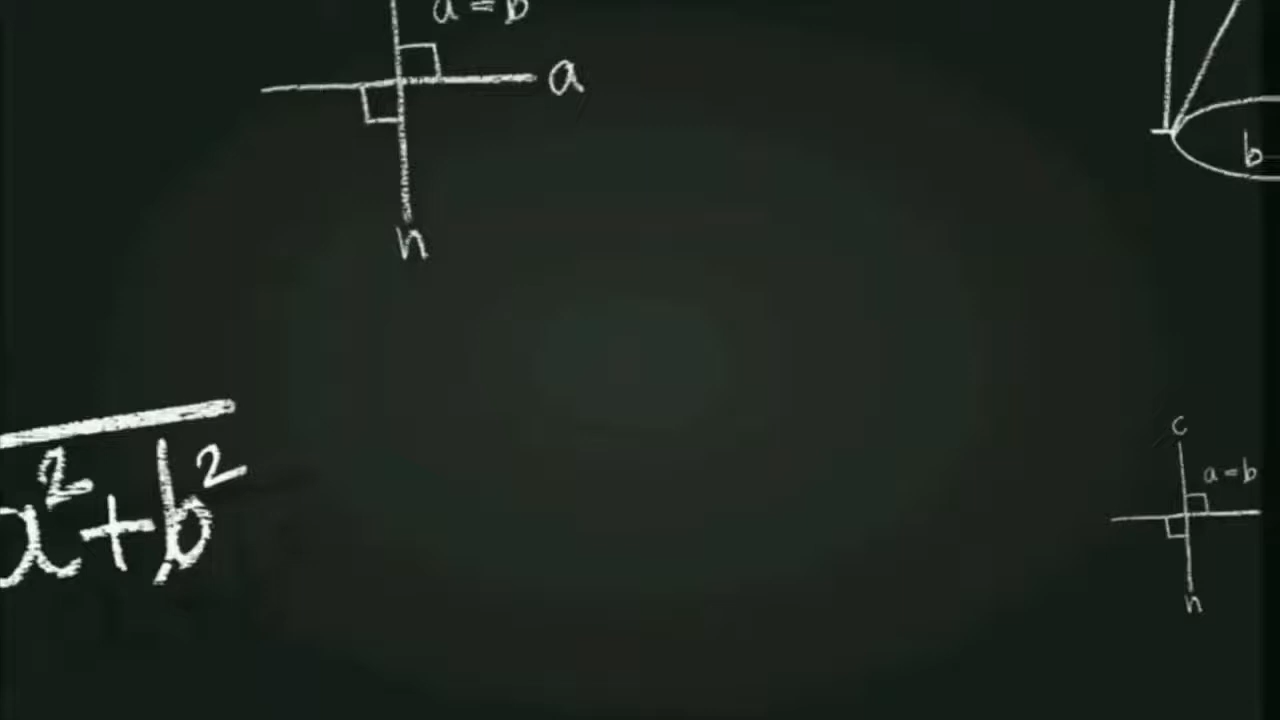 a = b
a
n
b
a²+b²
c
a = b
n